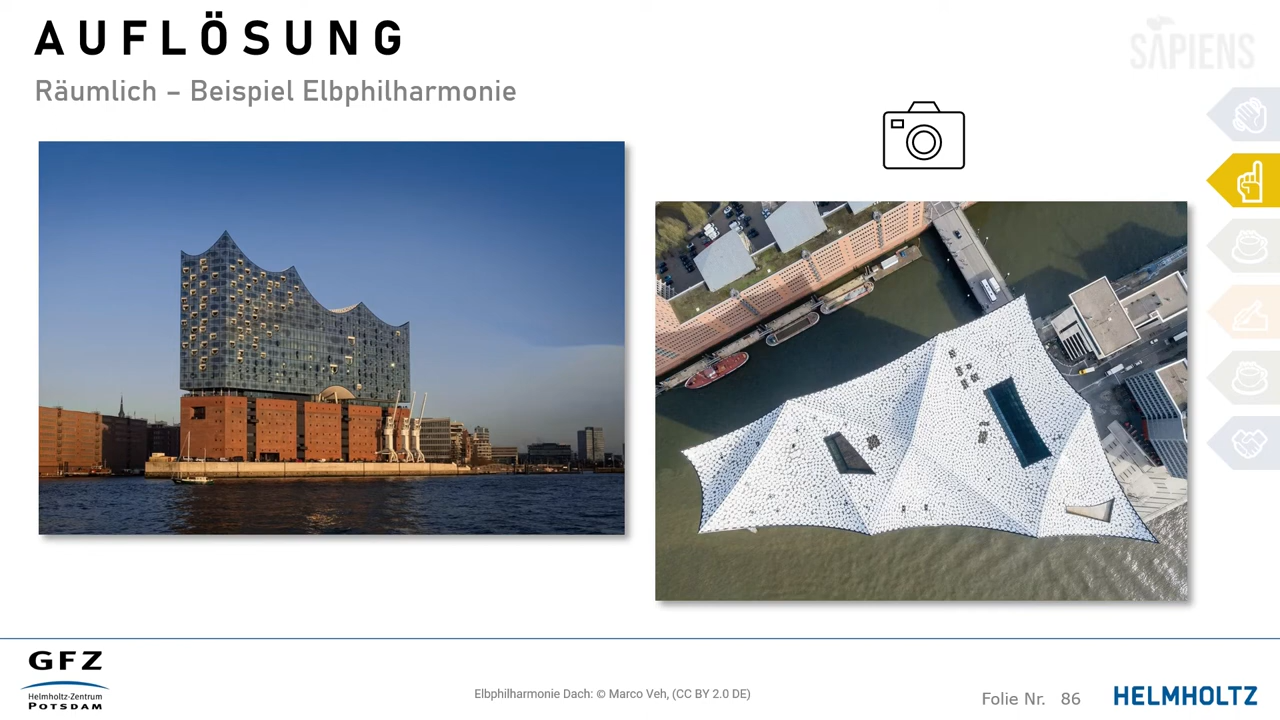 AUFLÖSUNG
Räumlich – Beispiel Elbphilharmonie
SAPIENS
GFZ
Helmholtz-Zentrum
POTSDAM
Elbphilharmonie Dach: © Marco Veh, (CC BY 2.0 DE)
Folie Nr. 86
HELMHOLTZ